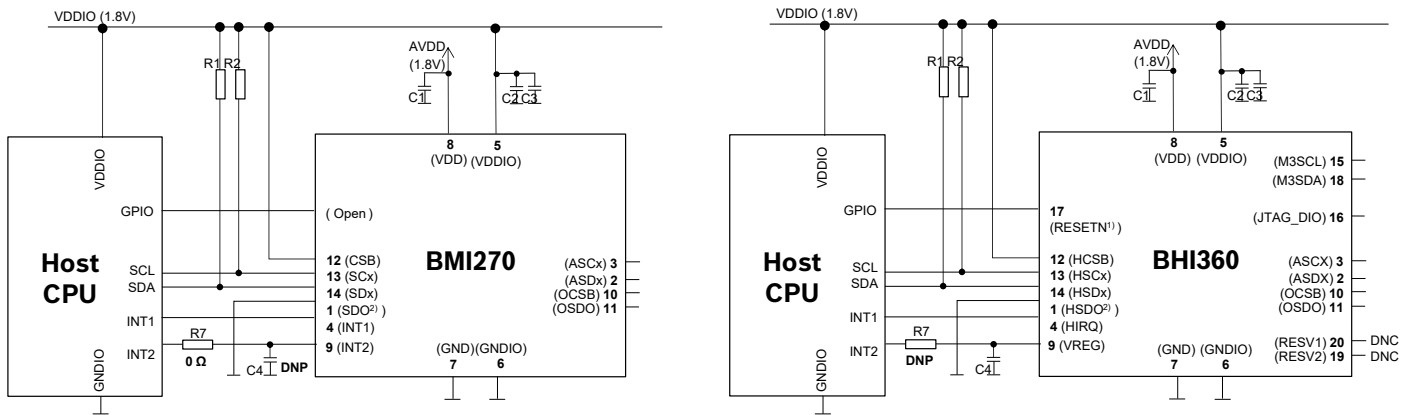 VDDIO (1.8V)
AVDD
(1.8V)
R1 R2
C1
C2 C3
VDDIO
8
(VDD)
5
(VDDIO)
GPIO
( Open )
Host
CPU
BMI270
SCL
SDA
INT1
INT2
12 (CSB)
13 (SCx)
14 (SDx)
1 (SDO2))
4 (INT1)
9 (INT2)
(ASCx) 3
(ASDx) 2
(OCSB) 10
(OSDO) 11
R7
0 Ω
C4
DNP
(GND)
7
(GNDIO)
6
GNDIO
VDDIO (1.8V)
AVDD
(1.8V)
R1 R2
C1
C2 C3
VDDIO
8
(VDD)
5
(VDDIO)
(M3SCL) 15
(M3SDA) 18
GPIO
17
(RESETN1))
(JTAG_DIO) 16
Host
CPU
BHI360
SCL
SDA
INT1
INT2
12 (HCSB)
13 (HSCx)
14 (HSDx)
1 (HSDO2))
4 (HIRQ)
9 (VREG)
(ASCX) 3
(ASDX) 2
(OCSB) 10
(OSDO) 11
R7
DNP
C4
(GND)
7
(GNDIO)
6
(RESV1) 20 DNC
(RESV2) 19 DNC
GNDIO